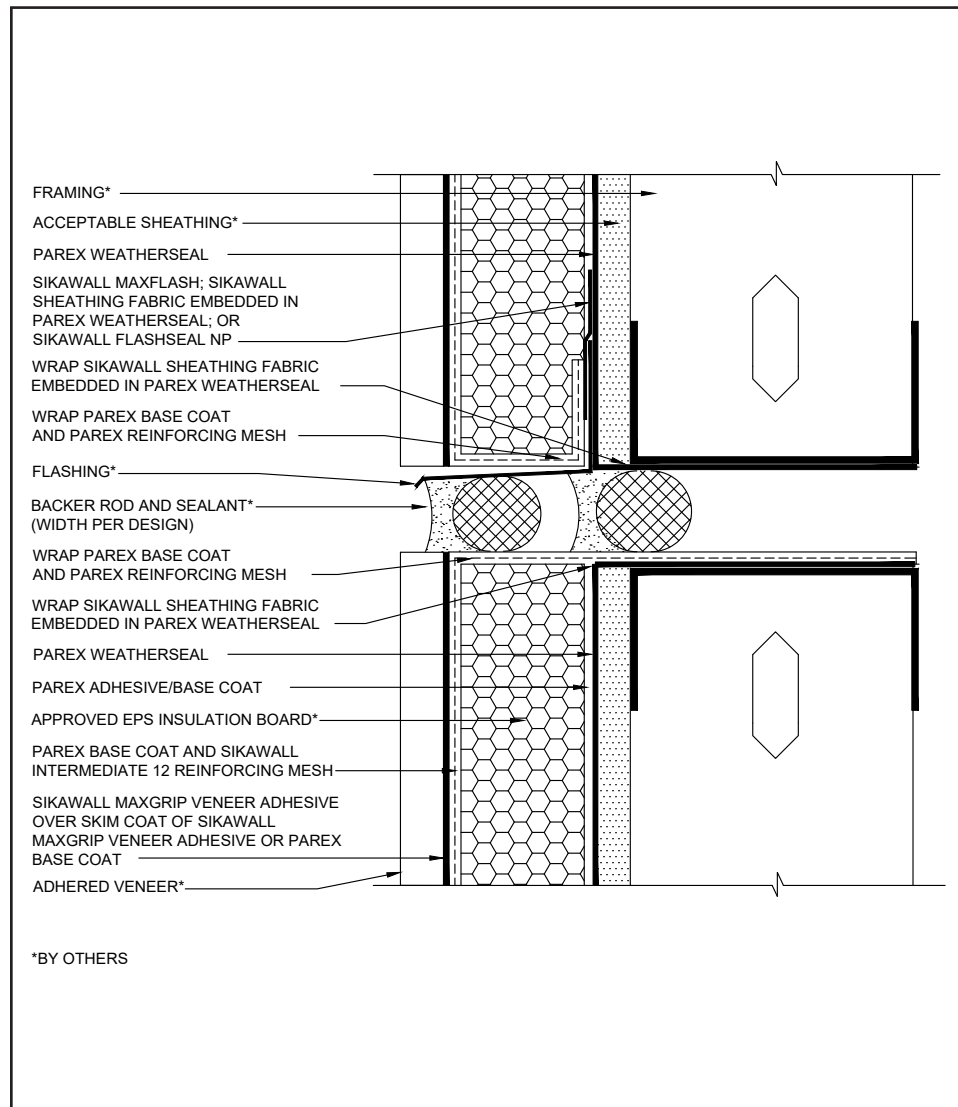 FRAMING*
ACCEPTABLE SHEATHING*
PAREX WEATHERSEAL
SIKAWALL MAXFLASH; SIKAWALL
SHEATHING FABRIC EMBEDDED IN
PAREX WEATHERSEAL; OR
SIKAWALL FLASHSEAL NP
WRAP SIKAWALL SHEATHING FABRIC
EMBEDDED IN PAREX WEATHERSEAL
WRAP PAREX BASE COAT
AND PAREX REINFORCING MESH
FLASHING*
BACKER ROD AND SEALANT*
(WIDTH PER DESIGN)
WRAP PAREX BASE COAT
AND PAREX REINFORCING MESH
WRAP SIKAWALL SHEATHING FABRIC
EMBEDDED IN PAREX WEATHERSEAL
PAREX WEATHERSEAL
PAREX ADHESIVE/BASE COAT
APPROVED EPS INSULATION BOARD*
PAREX BASE COAT AND SIKAWALL
INTERMEDIATE 12 REINFORCING MESH
SIKAWALL MAXGRIP VENEER ADHESIVE
OVER SKIM COAT OF SIKAWALL
MAXGRIP VENEER ADHESIVE OR PAREX
BASE COAT
ADHERED VENEER*
*BY OTHERS